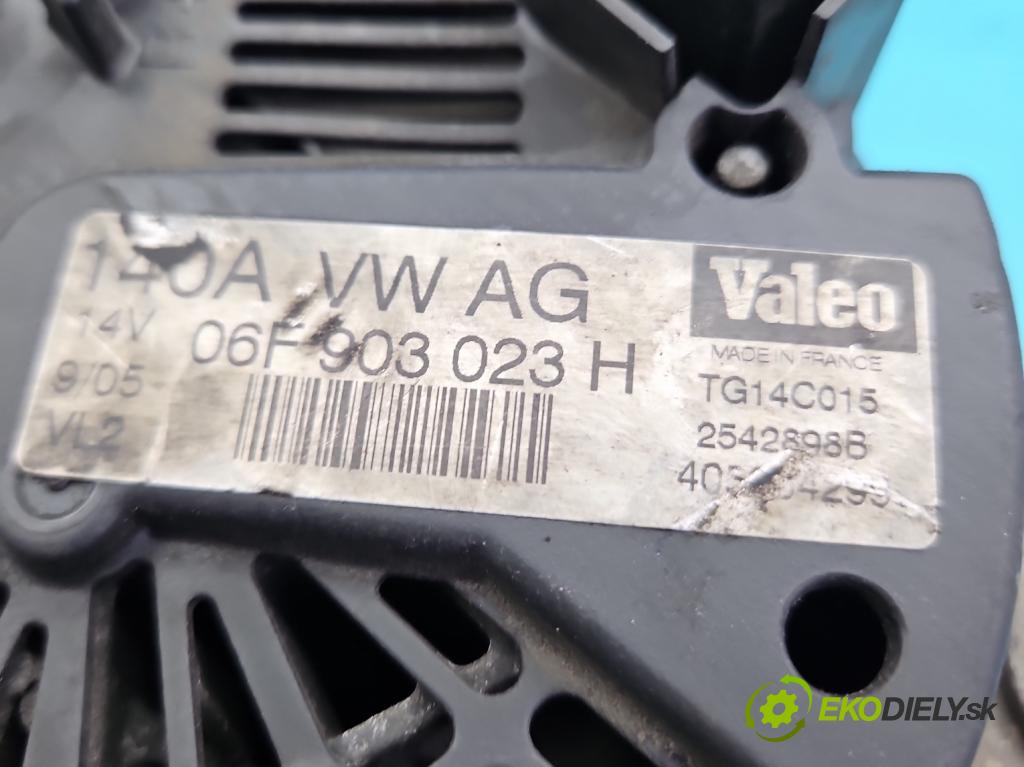 140A VW AG
14V 06F 903 023 H
9/05
VL2
Valeo
MADE IN FRANCE
TG14C015
2542898B
EKODIELY.sk